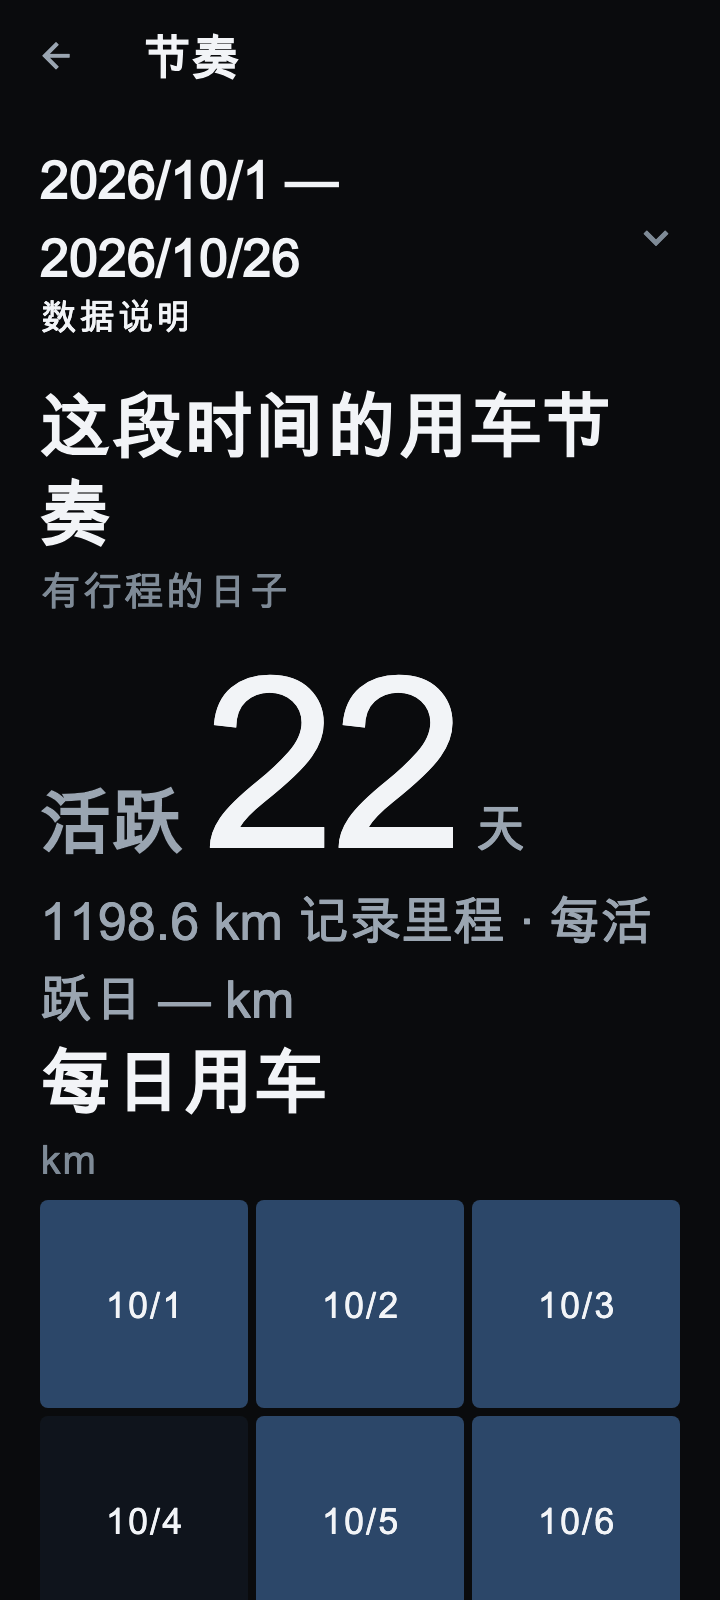 节奏
2026/10/1 —
2026/10/26
数据说明
这段时间的用车节
奏
有行程的日子
活跃 22 天
1198.6 km 记录里程 · 每活
跃日 — km
每日用车
km
10/1 10/2 10/3
10/4 10/5 10/6